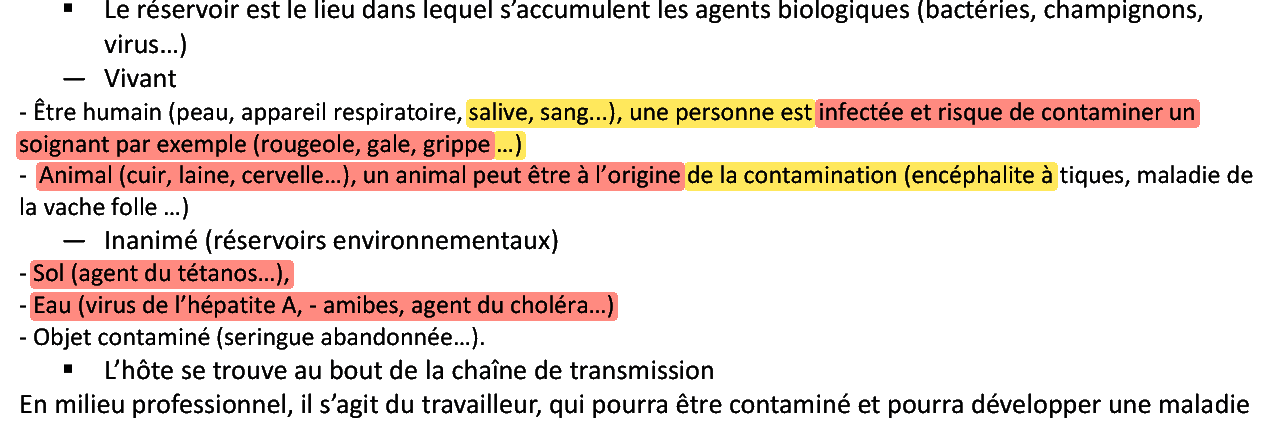 ▪ Le réservoir est le lieu dans lequel s’accumulent les agents biologiques (bactéries, champignons,
virus…)
— Vivant
- Être humain (peau, appareil respiratoire, salive, sang…), une personne est infectée et risque de contaminer un
soignant par exemple (rougeole, gale, grippe …)
- Animal (cuir, laine, cervelle…), un animal peut être à l’origine de la contamination (encéphalite à tiques, maladie de
la vache folle …)
— Inanimé (réservoirs environnementaux)
- Sol (agent du tétanos…),
- Eau (virus de l’hépatite A, - amibes, agent du choléra…)
- Objet contaminé (seringue abandonnée…).
▪ L’hôte se trouve au bout de la chaîne de transmission
En milieu professionnel, il s’agit du travailleur, qui pourra être contaminé et pourra développer une maladie